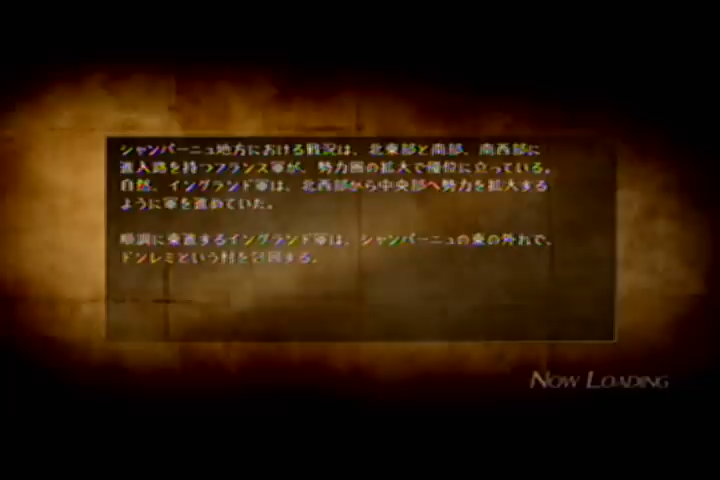 シャンパーニュ地方における戦況は、北東部と南部、南西部に
進入路を持つフランス軍が、勢力圏の拡大で優位に立っている。
自然、イングランド軍は、北西部から中央部へ勢力を拡大する
ように軍を進めていた。
順調に東進するイングランド軍は、シャンパーニュの東の外れで、
ドンレミという村を包囲する。
NOW LOADING